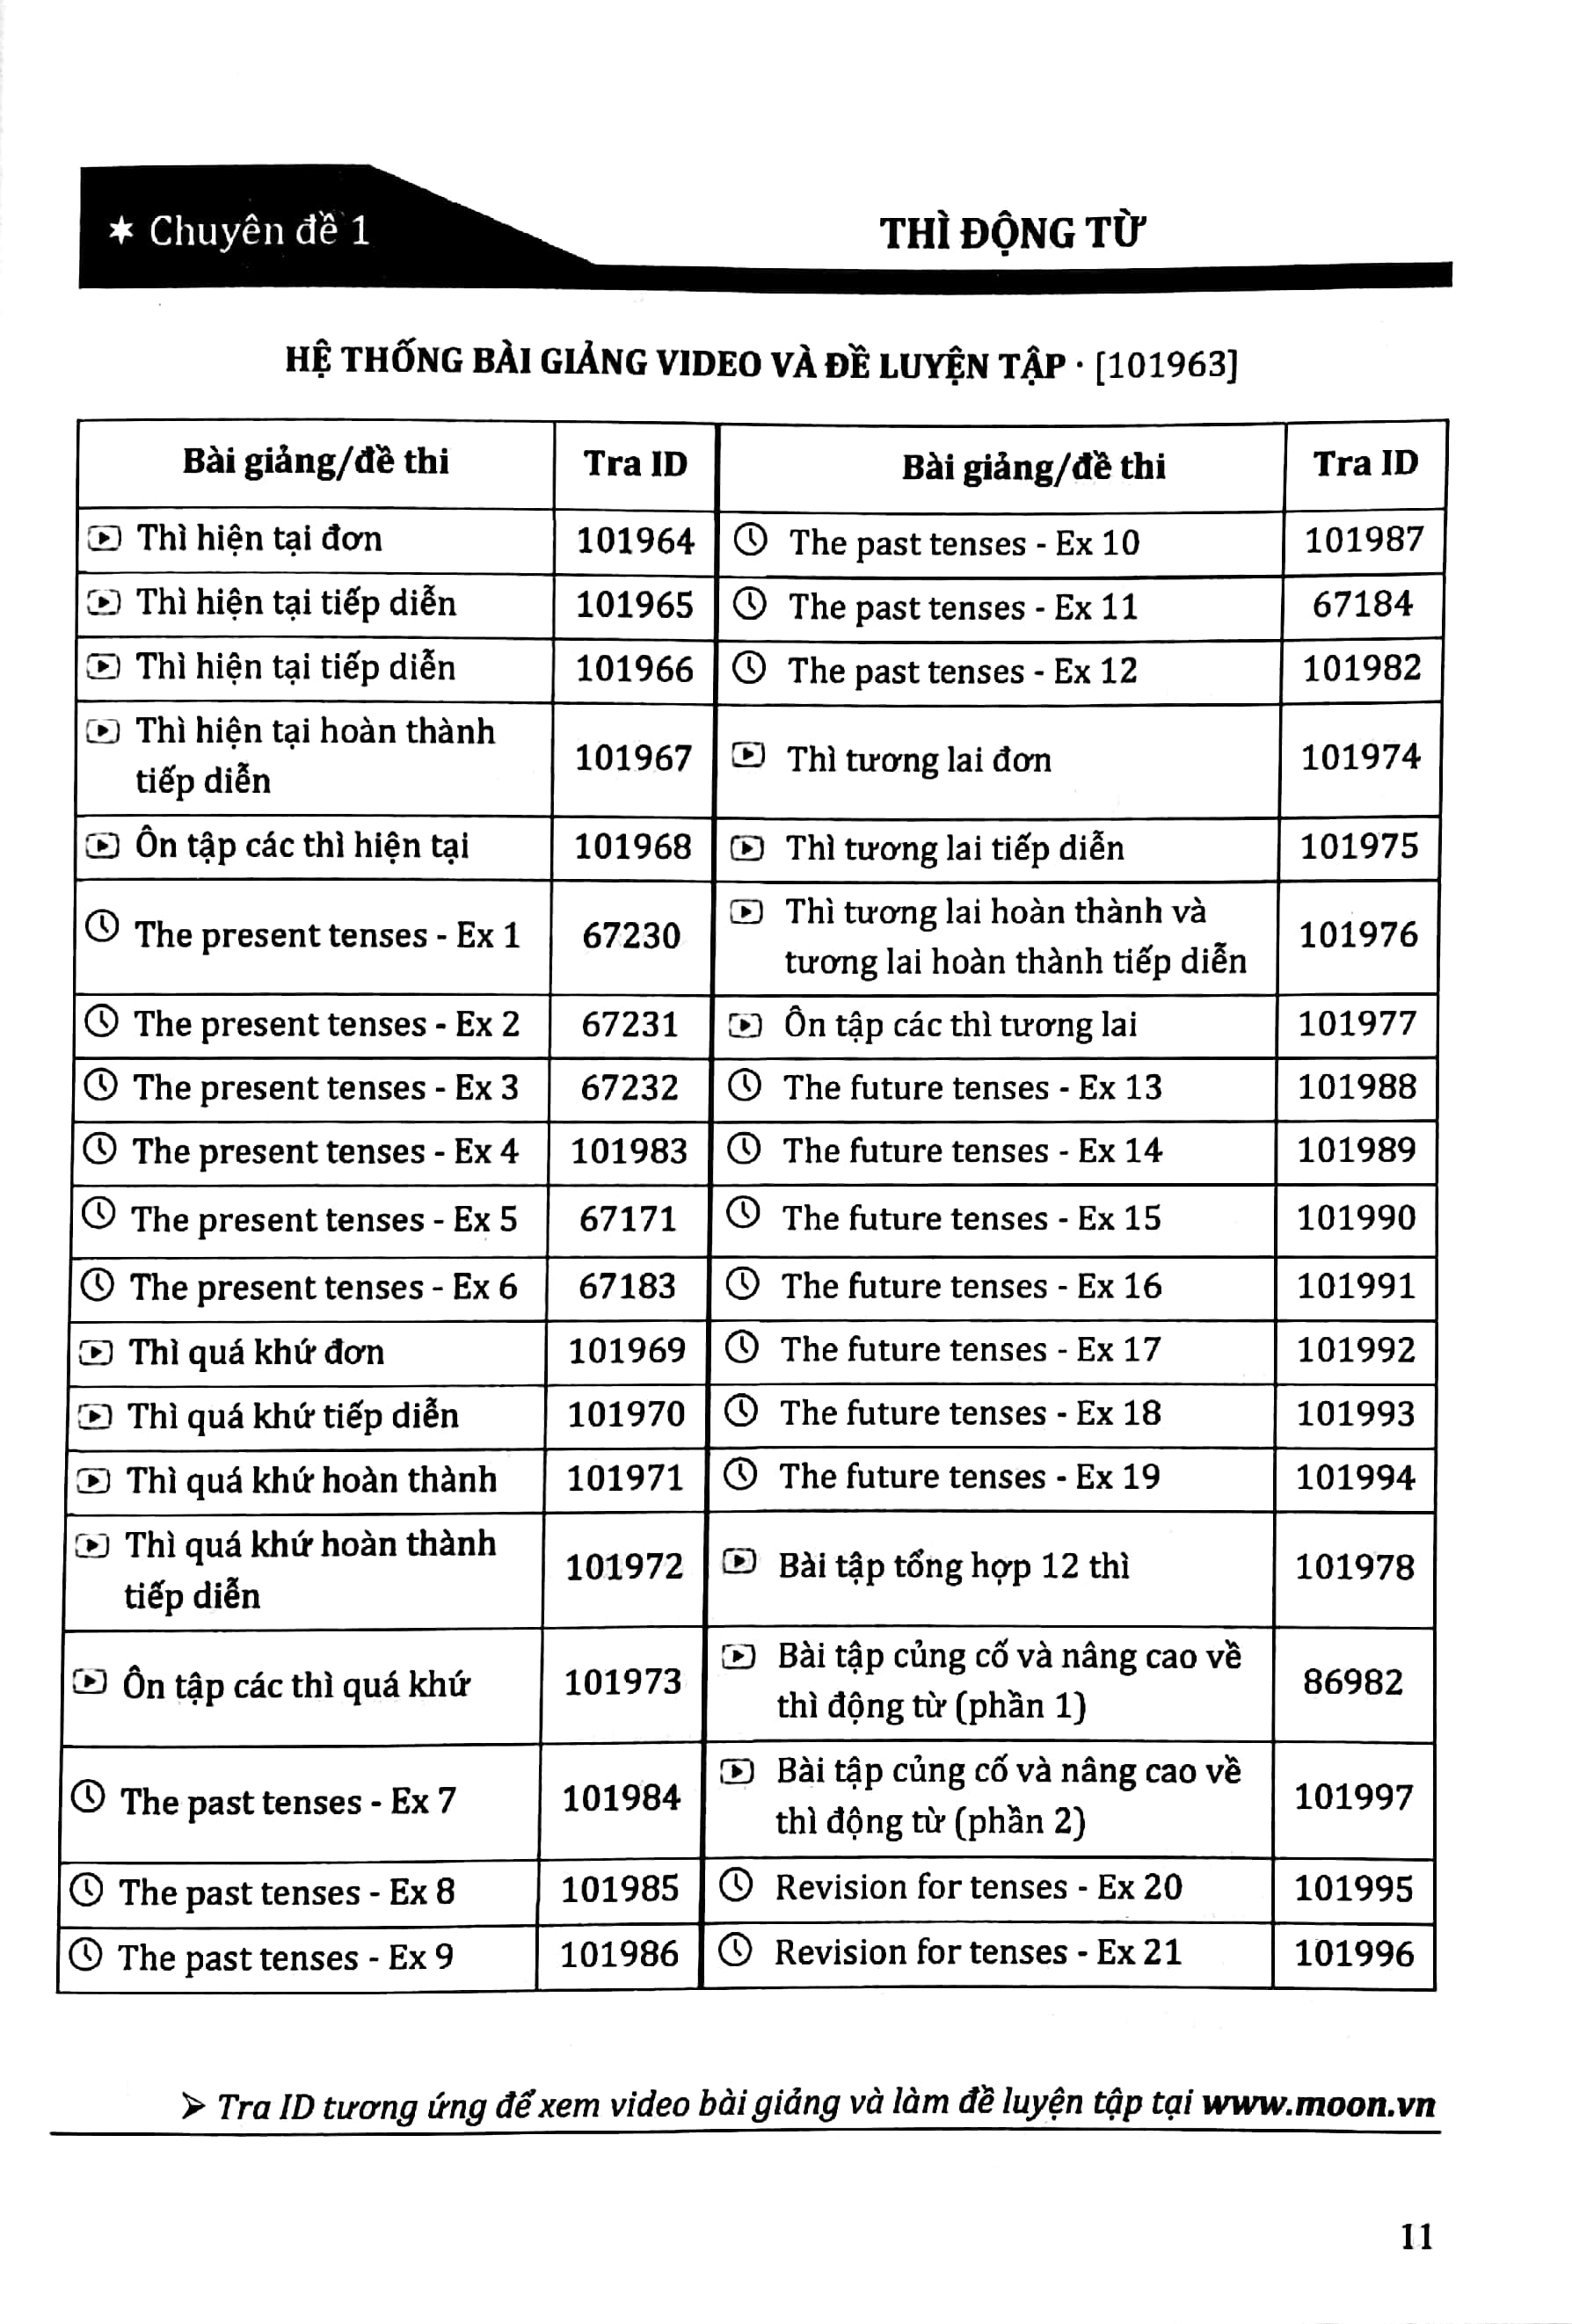 ★ Chuyên đề 1
THÌ ĐỘNG TỪ
HỆ THỐNG BÀI GIẢNG VIDEO VÀ ĐỀ LUYỆN TẬP · [101963]
Bài giảng/đề thi Tra ID Bài giảng/đề thi Tra ID
Thì hiện tại đơn 101964 The past tenses - Ex 10 101987
Thì hiện tại tiếp diễn 101965 The past tenses - Ex 11 67184
Thì hiện tại tiếp diễn 101966 The past tenses - Ex 12 101982
Thì hiện tại hoàn thành
tiếp diễn 101967 Thì tương lai đơn 101974
Ôn tập các thì hiện tại 101968 Thì tương lai tiếp diễn 101975
The present tenses - Ex 1 67230 Thì tương lai hoàn thành và
tương lai hoàn thành tiếp diễn 101976
The present tenses - Ex 2 67231 Ôn tập các thì tương lai 101977
The present tenses - Ex 3 67232 The future tenses - Ex 13 101988
The present tenses - Ex 4 101983 The future tenses - Ex 14 101989
The present tenses - Ex 5 67171 The future tenses - Ex 15 101990
The present tenses - Ex 6 67183 The future tenses - Ex 16 101991
Thì quá khứ đơn 101969 The future tenses - Ex 17 101992
Thì quá khứ tiếp diễn 101970 The future tenses - Ex 18 101993
Thì quá khứ hoàn thành 101971 The future tenses - Ex 19 101994
Thì quá khứ hoàn thành
tiếp diễn 101972 Bài tập tổng hợp 12 thì 101978
Ôn tập các thì quá khứ 101973 Bài tập củng cố và nâng cao về
thì động từ (phần 1) 86982
The past tenses - Ex 7 101984 Bài tập củng cố và nâng cao về
thì động từ (phần 2) 101997
The past tenses - Ex 8 101985 Revision for tenses - Ex 20 101995
The past tenses - Ex 9 101986 Revision for tenses - Ex 21 101996
➢ Tra ID tương ứng để xem video bài giảng và làm đề luyện tập tại www.moon.vn
11